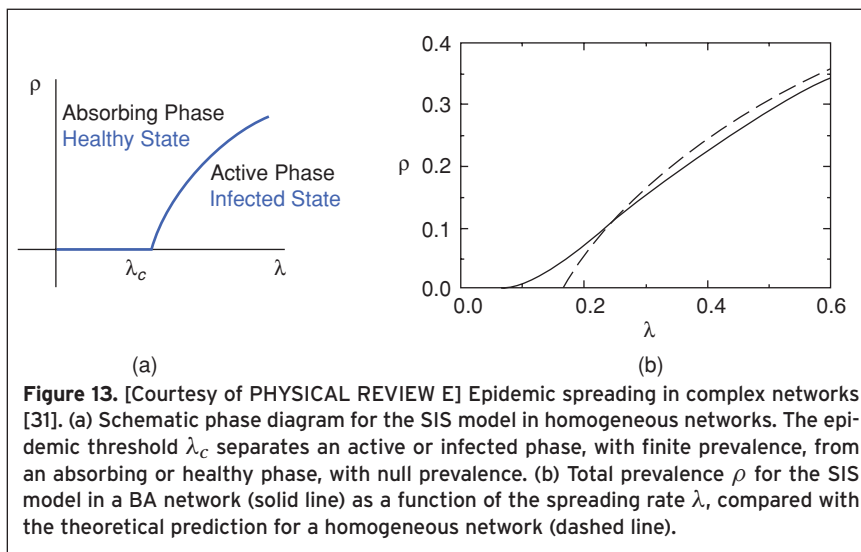 ρ
Absorbing Phase
Healthy State
Active Phase
Infected State
λc
λ
(a)
0.4
0.3
0.2
0.1
0.0
ρ
0.0 0.2 0.4 0.6
λ
(b)
Figure 13. [Courtesy of PHYSICAL REVIEW E] Epidemic spreading in complex networks
[31]. (a) Schematic phase diagram for the SIS model in homogeneous networks. The epi-
demic threshold λc separates an active or infected phase, with finite prevalence, from
an absorbing or healthy phase, with null prevalence. (b) Total prevalence ρ for the SIS
model in a BA network (solid line) as a function of the spreading rate λ, compared with
the theoretical prediction for a homogeneous network (dashed line).